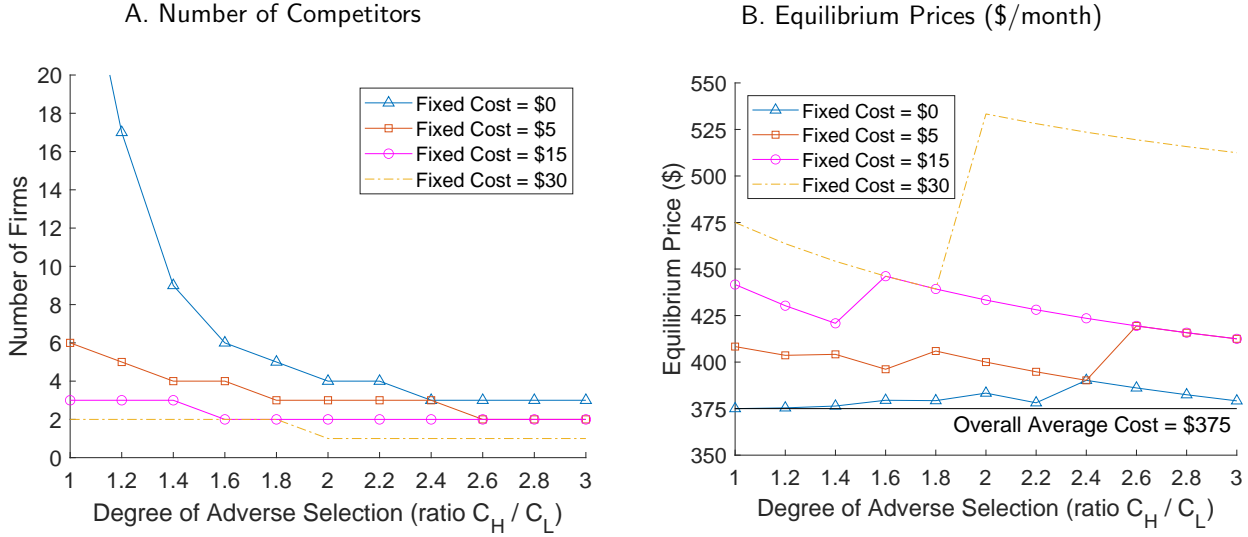 A. Number of Competitors
20
18
16
14
12
10
8
6
4
2
0
Number of Firms
Fixed Cost = $0
Fixed Cost = $5
Fixed Cost = $15
Fixed Cost = $30
1 1.2 1.4 1.6 1.8 2 2.2 2.4 2.6 2.8 3
Degree of Adverse Selection (ratio C_H / C_L)
B. Equilibrium Prices ($/month)
550
525
500
475
450
425
400
375
350
Equilibrium Price ($)
Fixed Cost = $0
Fixed Cost = $5
Fixed Cost = $15
Fixed Cost = $30
Overall Average Cost = $375
1 1.2 1.4 1.6 1.8 2 2.2 2.4 2.6 2.8 3
Degree of Adverse Selection (ratio C_H / C_L)